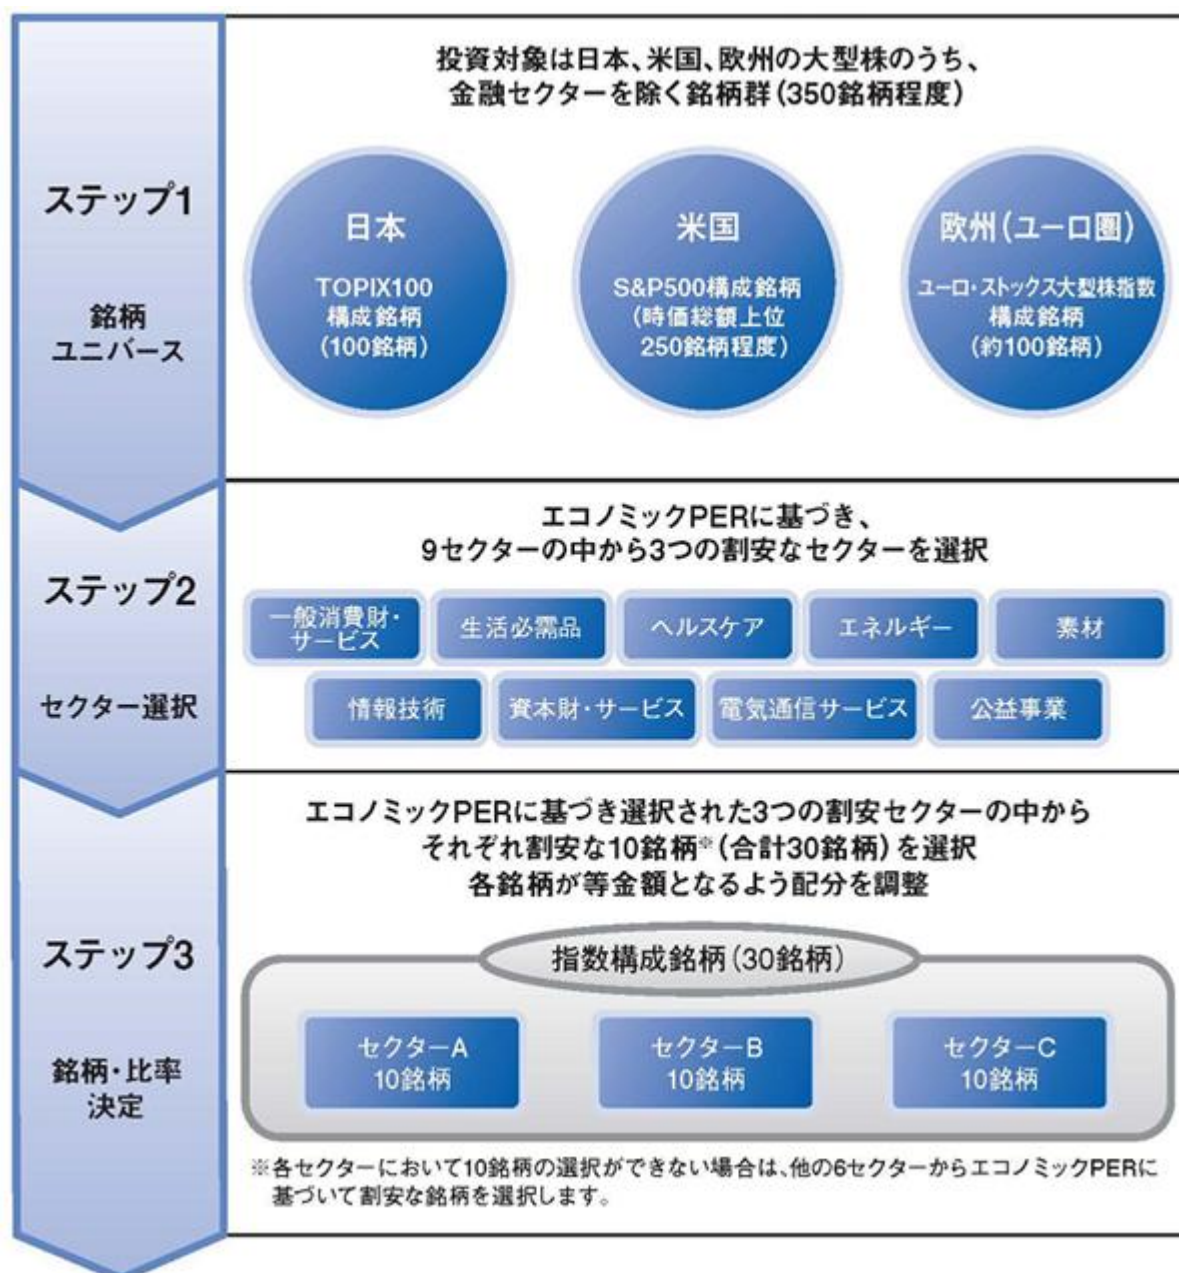 投資対象は日本、米国、欧州の大型株のうち、
金融セクターを除く銘柄群(350銘柄程度)
ステップ1
銘柄
ユニバース
日本
TOPIX100
構成銘柄
(100銘柄)
米国
S&P500構成銘柄
(時価総額上位
250銘柄程度)
欧州(ユーロ圏)
ユーロ・ストックス大型株指数
構成銘柄
(約100銘柄)
エコノミックPERに基づき、
9セクターの中から3つの割安なセクターを選択
ステップ2
セクター選択
一般消費財・
サービス
生活必需品
ヘルスケア
エネルギー
素材
情報技術
資本財・サービス
電気通信サービス
公益事業
エコノミックPERに基づき選択された3つの割安セクターの中から
それぞれ割安な10銘柄※(合計30銘柄)を選択
各銘柄が等金額となるよう配分を調整
ステップ3
銘柄・比率
決定
指数構成銘柄(30銘柄)
セクターA
10銘柄
セクターB
10銘柄
セクターC
10銘柄
※各セクターにおいて10銘柄の選択ができない場合は、他の6セクターからエコノミックPERに
基づいて割安な銘柄を選択します。